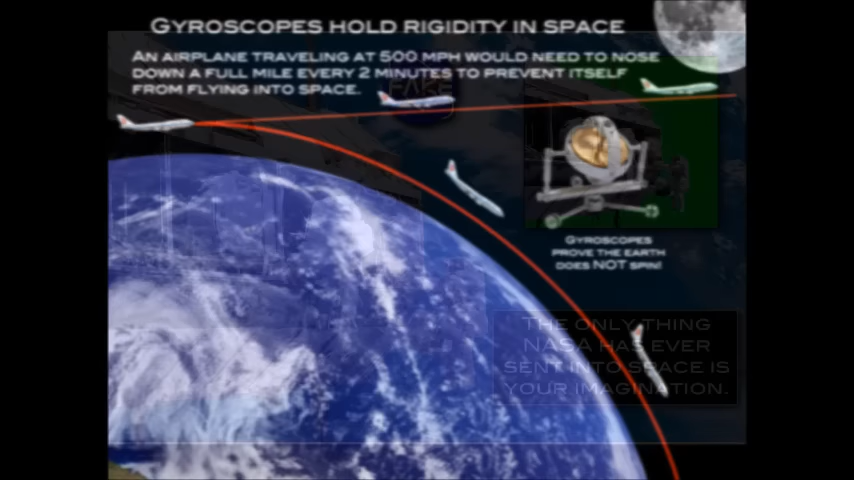 GYROSCOPES HOLD RIGIDITY IN SPACE
AN AIRPLANE TRAVELING AT 500 MPH WOULD NEED TO NOSE
DOWN A FULL MILE EVERY 2 MINUTES TO PREVENT ITSELF
FROM FLYING INTO SPACE.
FAKE
GYROSCOPES
PROVE THE EARTH
DOES NOT SPIN!
THE ONLY THING
NASA HAS EVER
SENT INTO SPACE IS
YOUR IMAGINATION.